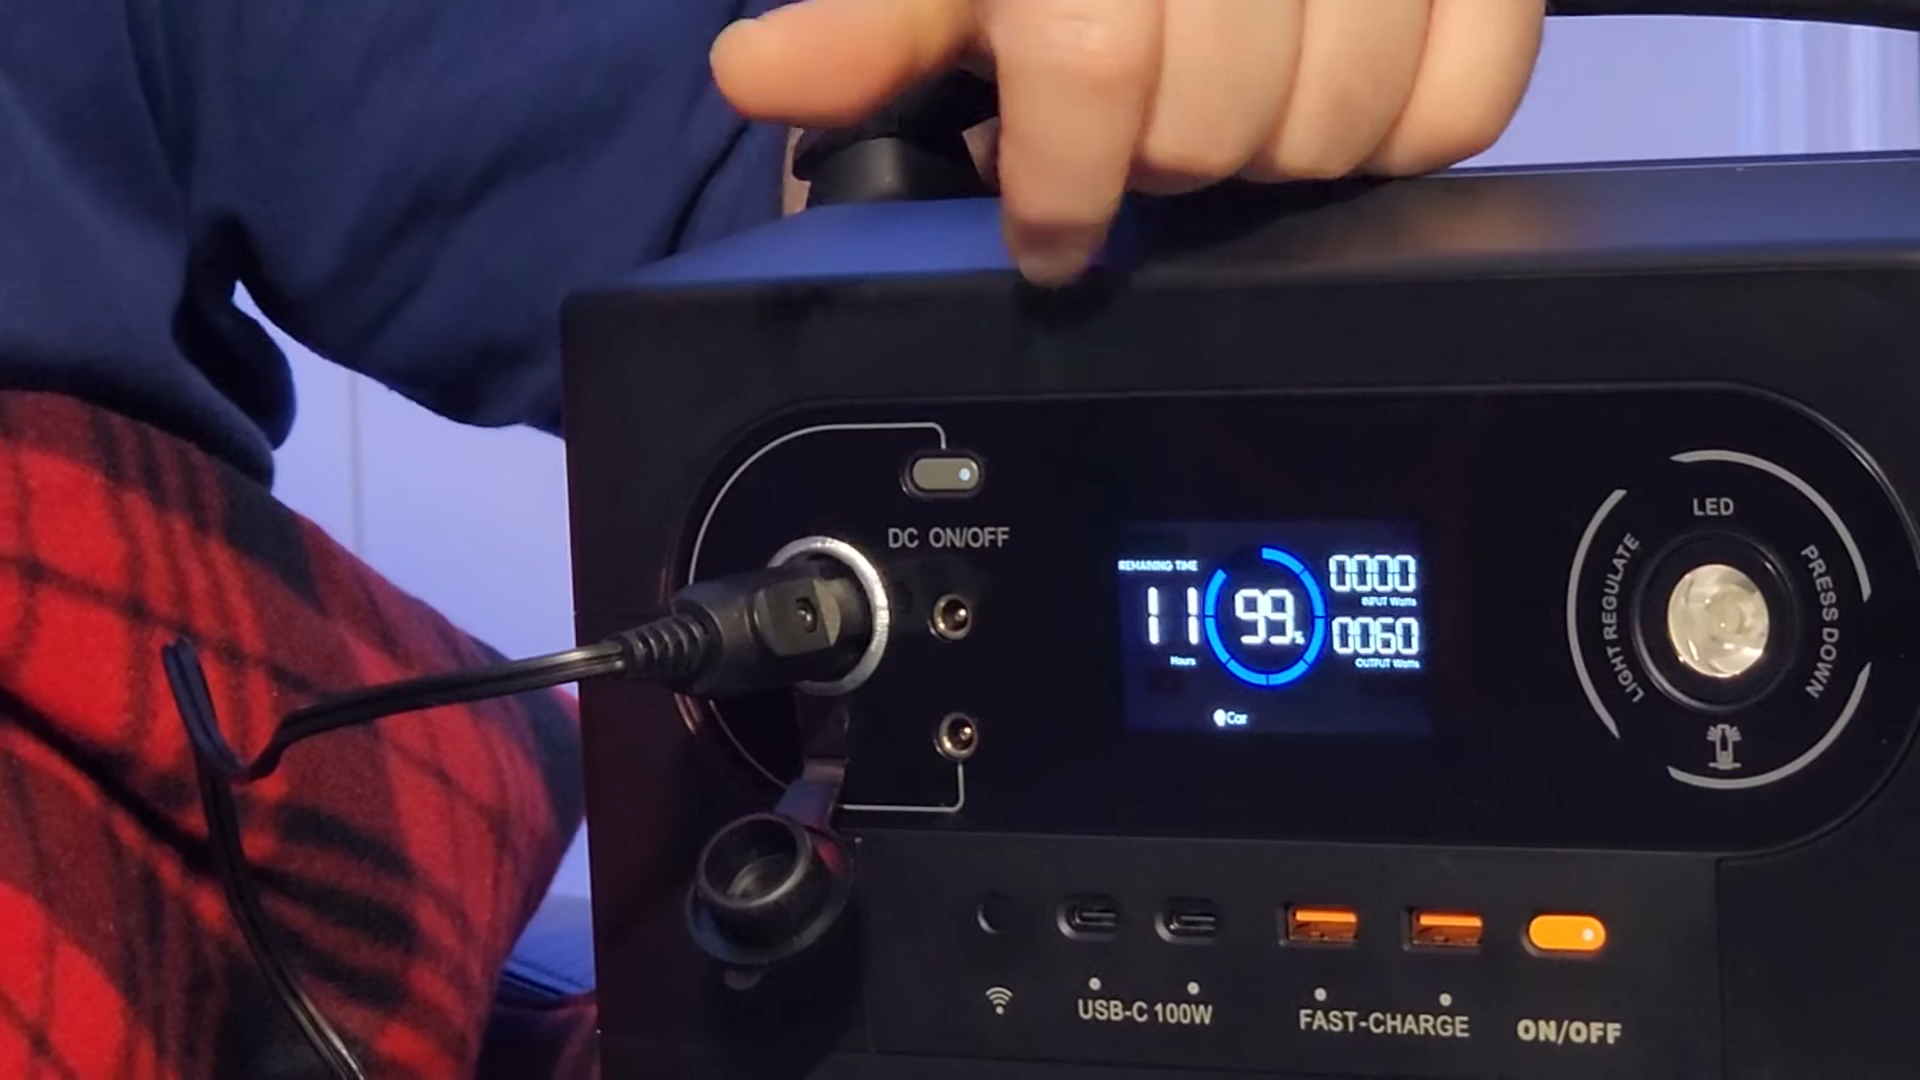 DC ON/OFF
REMAINING TIME
11
Hours
99%
0000
INPUT Watts
0060
OUTPUT Watts
Car
LED
LIGHT REGULATE
PRESS DOWN
USB-C 100W
FAST-CHARGE
ON/OFF